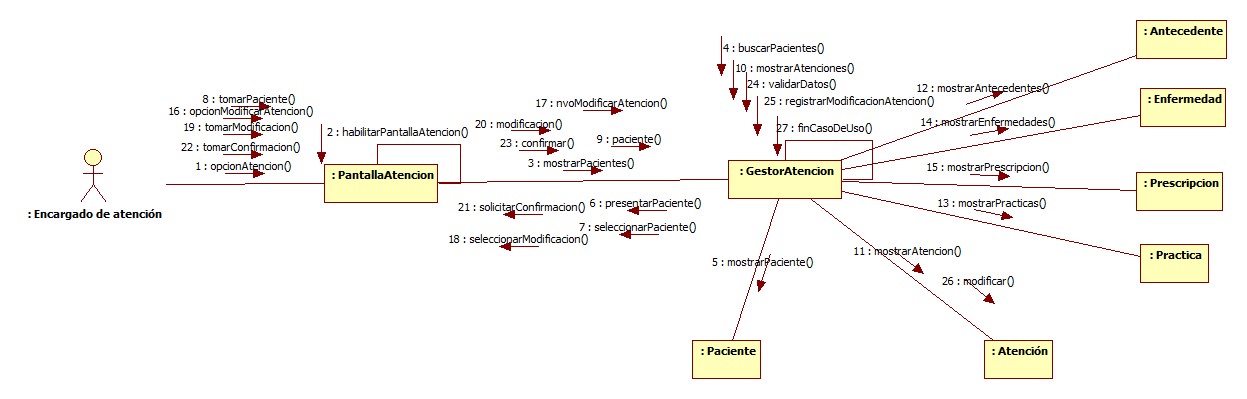 : Antecedente
4 : buscarPacientes()
10 : mostrarAtenciones()
24 : validarDatos()
12 : mostrarAntecedentes()
25 : registrarModificacionAtencion()
: Enfermedad
8 : tomarPaciente()
17 : nvoModificarAtencion()
16 : opcionModificarAtencion()
14 : mostrarEnfermedades()
20 : modificacion()
19 : tomarModificacion()
2 : habilitarPantallaAtencion()
27 : finCasoDeUso()
23 : confirmar()
9 : paciente()
22 : tomarConfirmacion()
3 : mostrarPacientes()
1 : opcionAtencion()
15 : mostrarPrescripcion()
: PantallaAtencion
: GestorAtencion
: Prescripcion
6 : presentarPaciente()
13 : mostrarPracticas()
21 : solicitarConfirmacion()
: Encargado de atención
7 : seleccionarPaciente()
18 : seleccionarModificacion()
11 : mostrarAtencion()
: Practica
5 : mostrarPaciente()
26 : modificar()
: Paciente
: Atención